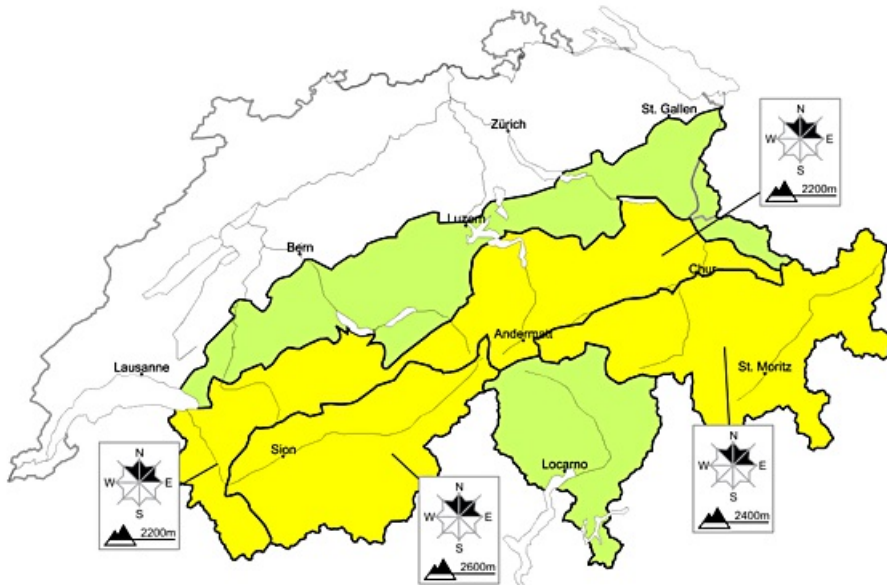 St. Gallen
Zürich
N
W E
S
2200m
Luzern
Bern
Chur
Andermatt
Lausanne
St. Moritz
Sion
Locarno
N
W E
S
2200m
N
W E
S
2600m
N
W E
S
2400m